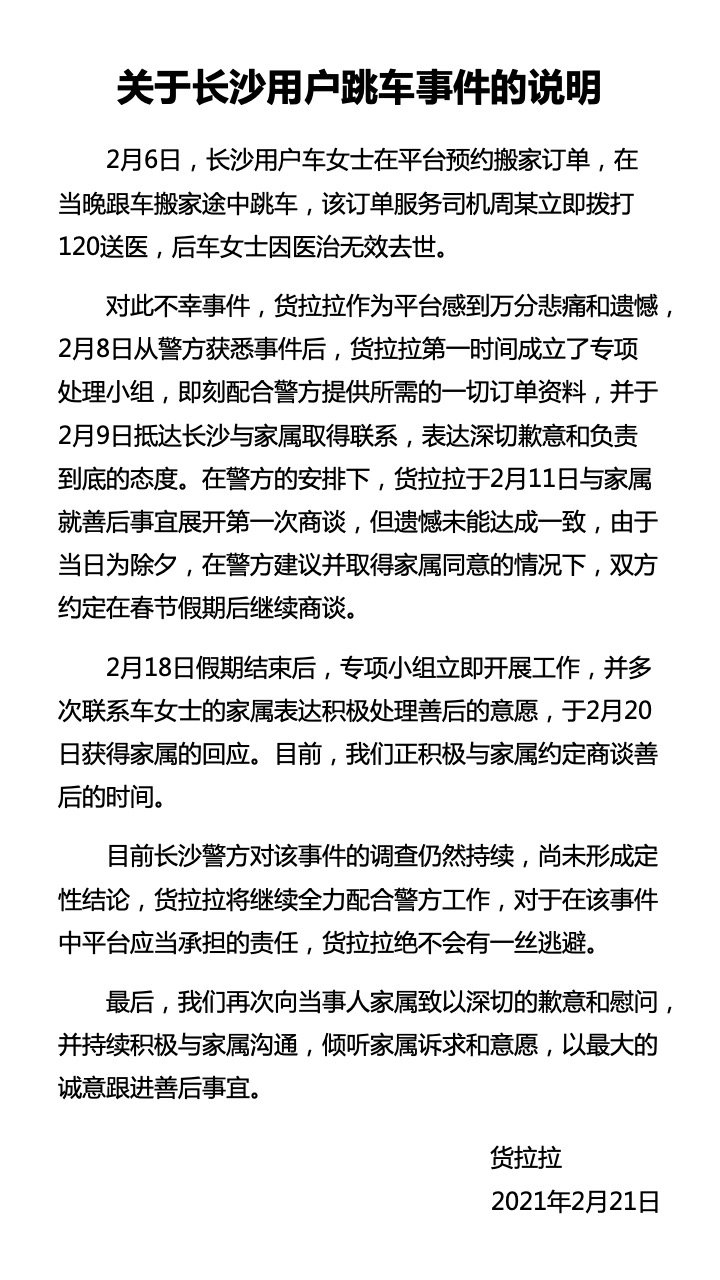 关于长沙用户跳车事件的说明
2月6日，长沙用户车女士在平台预约搬家订单，在
当晚跟车搬家途中跳车，该订单服务司机周某立即拨打
120送医，后车女士因医治无效去世。
对此不幸事件，货拉拉作为平台感到万分悲痛和遗憾，
2月8日从警方获悉事件后，货拉拉第一时间成立了专项
处理小组，即刻配合警方提供所需的一切订单资料，并于
2月9日抵达长沙与家属取得联系，表达深切歉意和负责
到底的态度。在警方的安排下，货拉拉于2月11日与家属
就善后事宜展开第一次商谈，但遗憾未能达成一致，由于
当日为除夕，在警方建议并取得家属同意的情况下，双方
约定在春节假期后继续商谈。
2月18日假期结束后，专项小组立即开展工作，并多
次联系车女士的家属表达积极处理善后的意愿，于2月20
日获得家属的回应。目前，我们正积极与家属约定商谈善
后的时间。
目前长沙警方对该事件的调查仍然持续，尚未形成定
性结论，货拉拉将继续全力配合警方工作，对于在该事件
中平台应当承担的责任，货拉拉绝不会有一丝逃避。
最后，我们再次向当事人家属致以深切的歉意和慰问，
并持续积极与家属沟通，倾听家属诉求和意愿，以最大的
诚意跟进善后事宜。
货拉拉
2021年2月21日